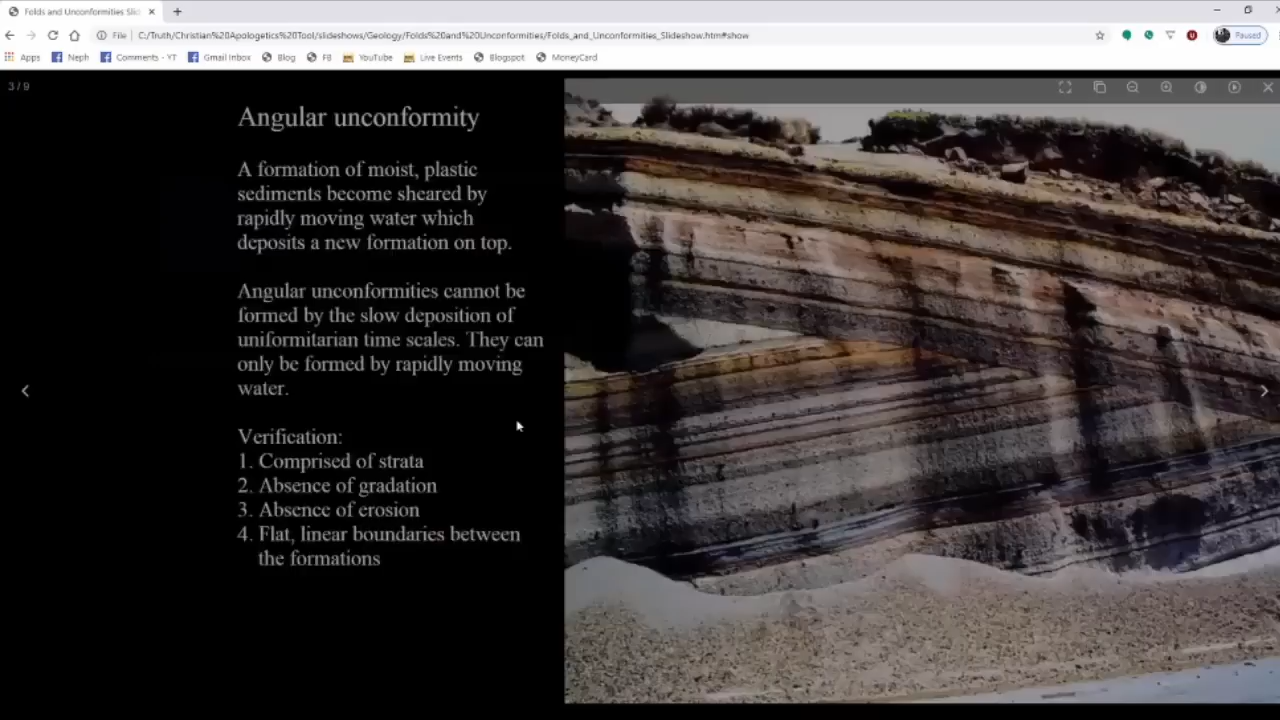 Folds and Unconformities Slid
File
C:/Truth/Christian%20Apologetics%20Tool/slideshows/Geology/Folds%20and%20Unconformities/Folds_and_Unconformities_Slideshow.htm#show
Paused
Apps
Neph
Comments - YT
Gmail Inbox
Blog
FB
YouTube
Live Events
Blogspot
MoneyCard
3 / 9
Angular unconformity
A formation of moist, plastic
sediments become sheared by
rapidly moving water which
deposits a new formation on top.
Angular unconformities cannot be
formed by the slow deposition of
uniformitarian time scales. They can
only be formed by rapidly moving
water.
Verification:
1. Comprised of strata
2. Absence of gradation
3. Absence of erosion
4. Flat, linear boundaries between
the formations